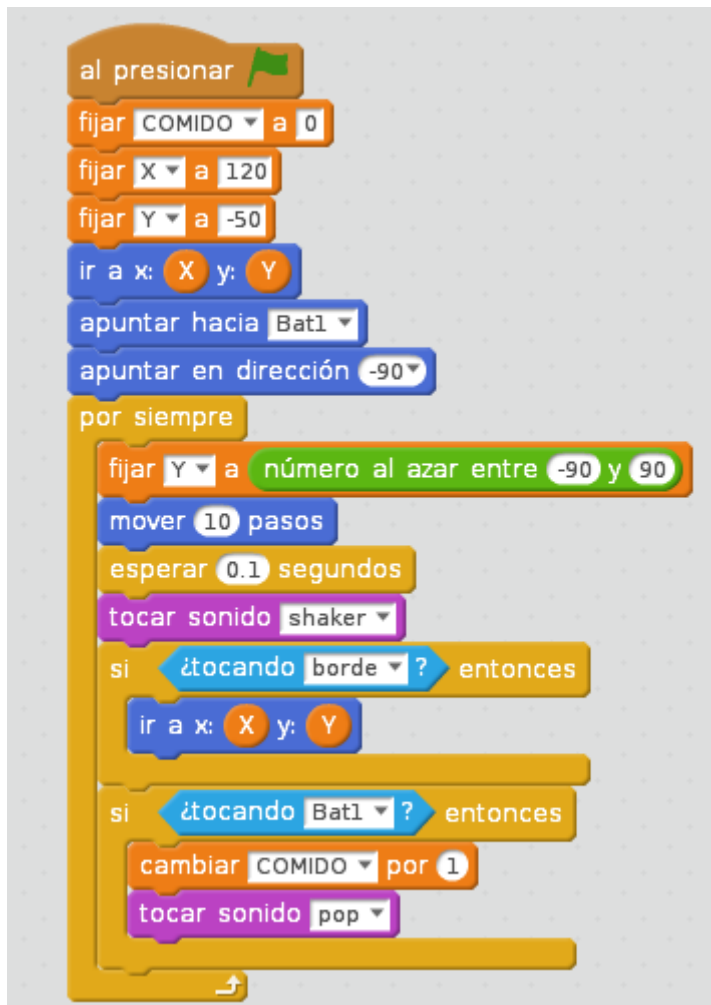 al presionar
fijar COMIDO a 0
fijar X a 120
fijar Y a -50
ir a x: X y: Y
apuntar hacia Bat1
apuntar en dirección -90
por siempre
fijar Y a número al azar entre -90 y 90
mover 10 pasos
esperar 0.1 segundos
tocar sonido shaker
si ¿tocando borde ? entonces
ir a x: X y: Y
si ¿tocando Bat1 ? entonces
cambiar COMIDO por 1
tocar sonido pop